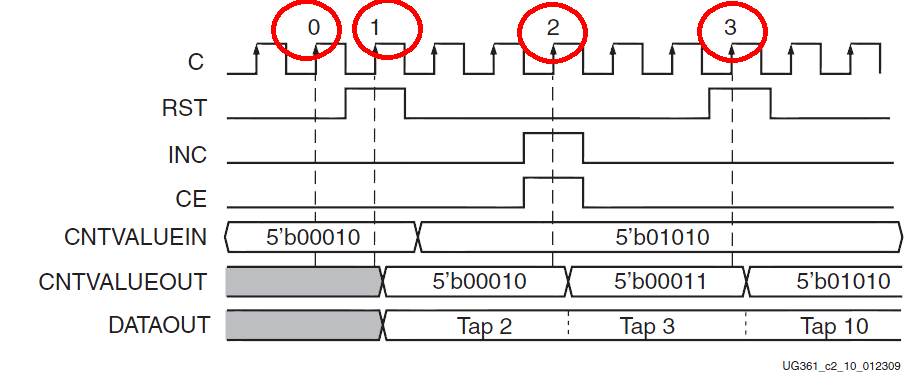 0 1 2 3
C
RST
INC
CE
CNTVALUEIN 5'b00010 5'b01010
CNTVALUEOUT 5'b00010 5'b00011 5'b01010
DATAOUT Tap 2 Tap 3 Tap 10
UG361_c2_10_012309